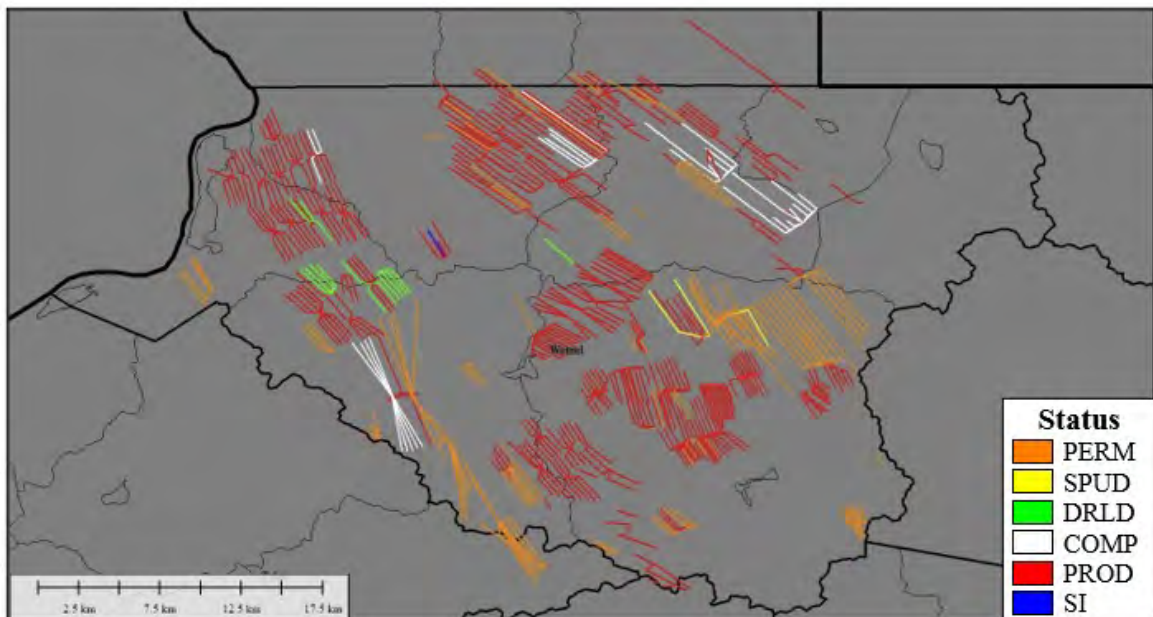 Wetzel
Status
PERM
SPUD
DRLD
COMP
PROD
SI
2.5 km 7.5 km 12.5 km 17.5 km